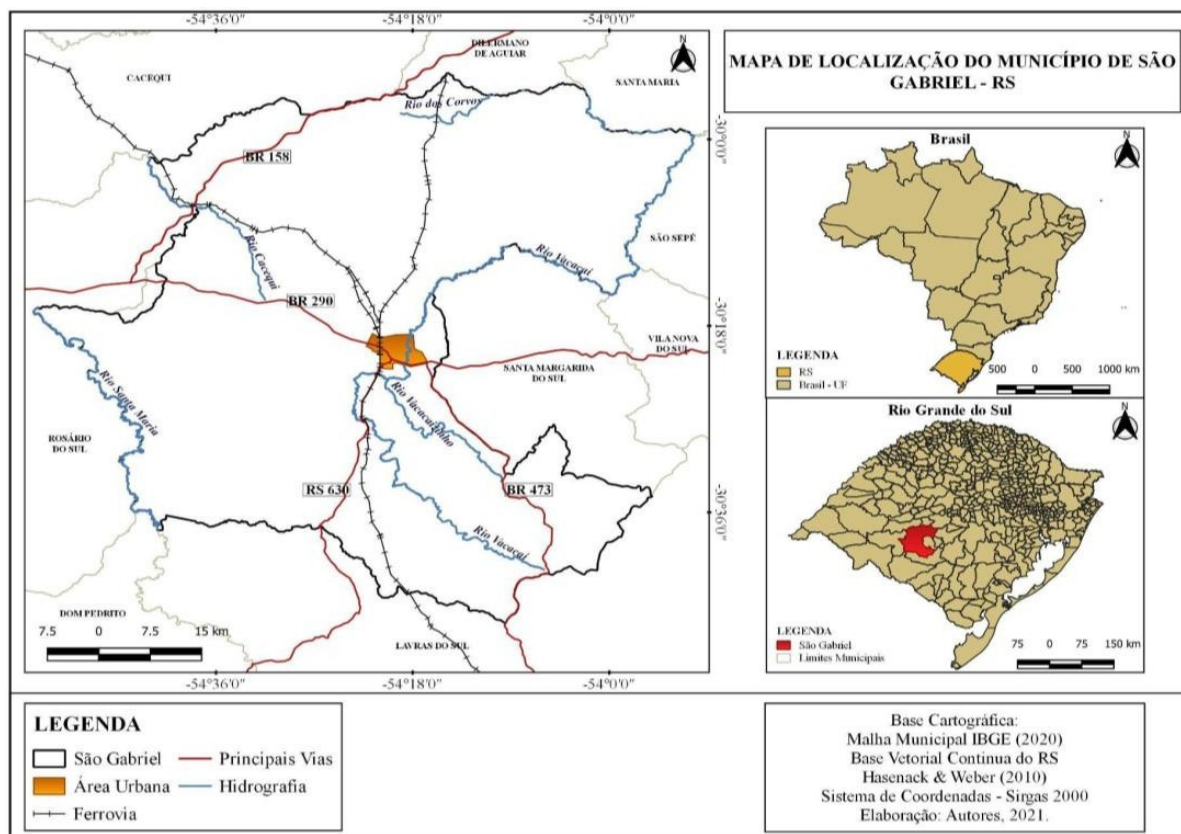 -54°36'0"
-54°18'0"
-54°0'0"
DILERMANO
DE AGUIAR
CACEQUI
SANTA MARIA
N
Rio dos Corvos
-30°0'0"
BR 158
SÃO SEPÉ
Rio Vacacaí
Rio Cacequi
BR 290
-30°18'0"
VILA NOVA
DO SUL
SANTA MARGARIDA
DO SUL
Rio Santa Maria
Rio Vacacaizinho
ROSÁRIO
DO SUL
RS 630
BR 473
-30°36'0"
Rio Vacacaí
DOM PEDRITO
7.5 0 7.5 15 km
LAVRAS DO SUL
-54°36'0"
-54°18'0"
-54°0'0"
MAPA DE LOCALIZAÇÃO DO MUNICÍPIO DE SÃO
GABRIEL - RS
Brasil
N
LEGENDA
RS
Brasil - UF
500 0 500 1000 km
Rio Grande do Sul
N
LEGENDA
São Gabriel
Limites Municipais
75 0 75 150 km
LEGENDA
São Gabriel
Principais Vias
Área Urbana
Hidrografia
Ferrovia
Base Cartográfica:
Malha Municipal IBGE (2020)
Base Vetorial Continua do RS
Hasenack & Weber (2010)
Sistema de Coordenadas - Sirgas 2000
Elaboração: Autores, 2021.